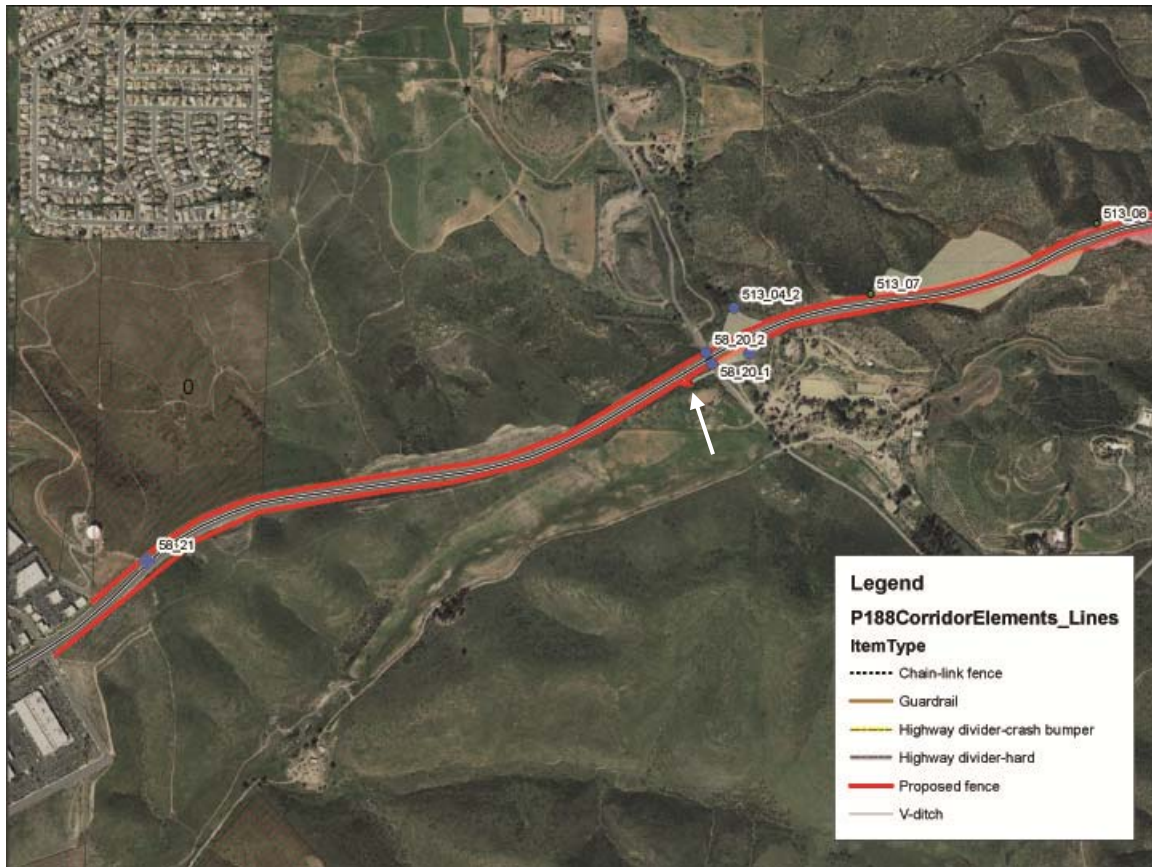 513_08
513_07
513_04_2
58_20_2
58_20_1
0
58_21
Legend
P188CorridorElements_Lines
ItemType
Chain-link fence
Guardrail
Highway divider-crash bumper
Highway divider-hard
Proposed fence
V-ditch